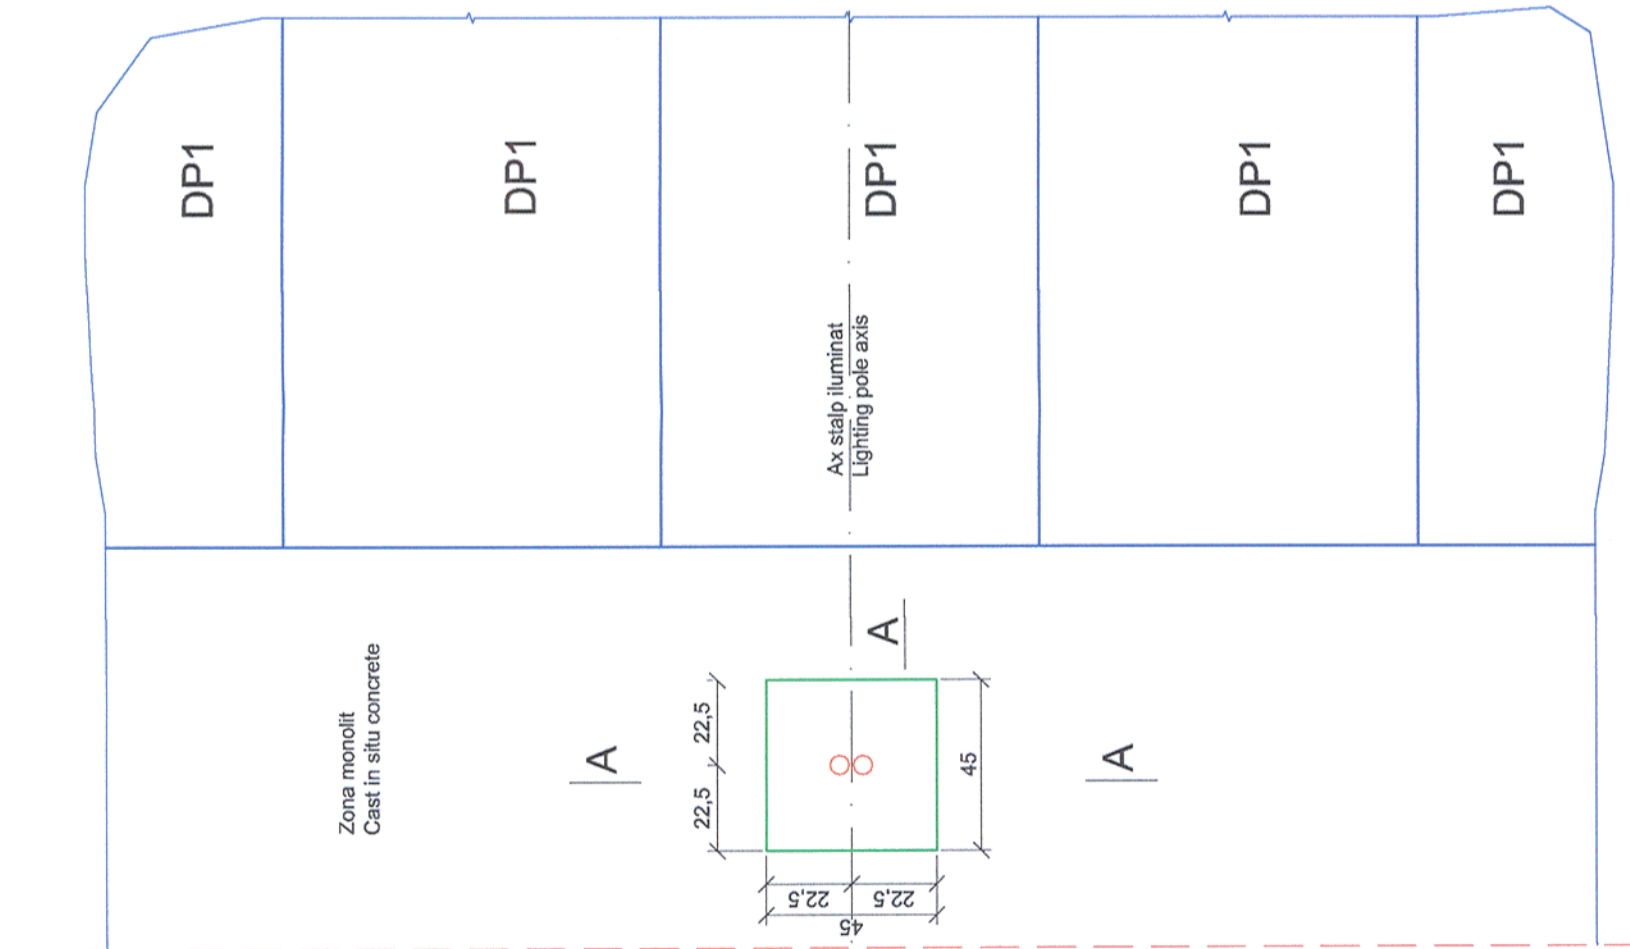 DP1
DP1
DP1
DP1
DP1
Ax stalp iluminat
Lighting pole axis
Zona monolit
Cast in situ concrete
A
A
A
22,5
22,5
45
22,5
22,5
45